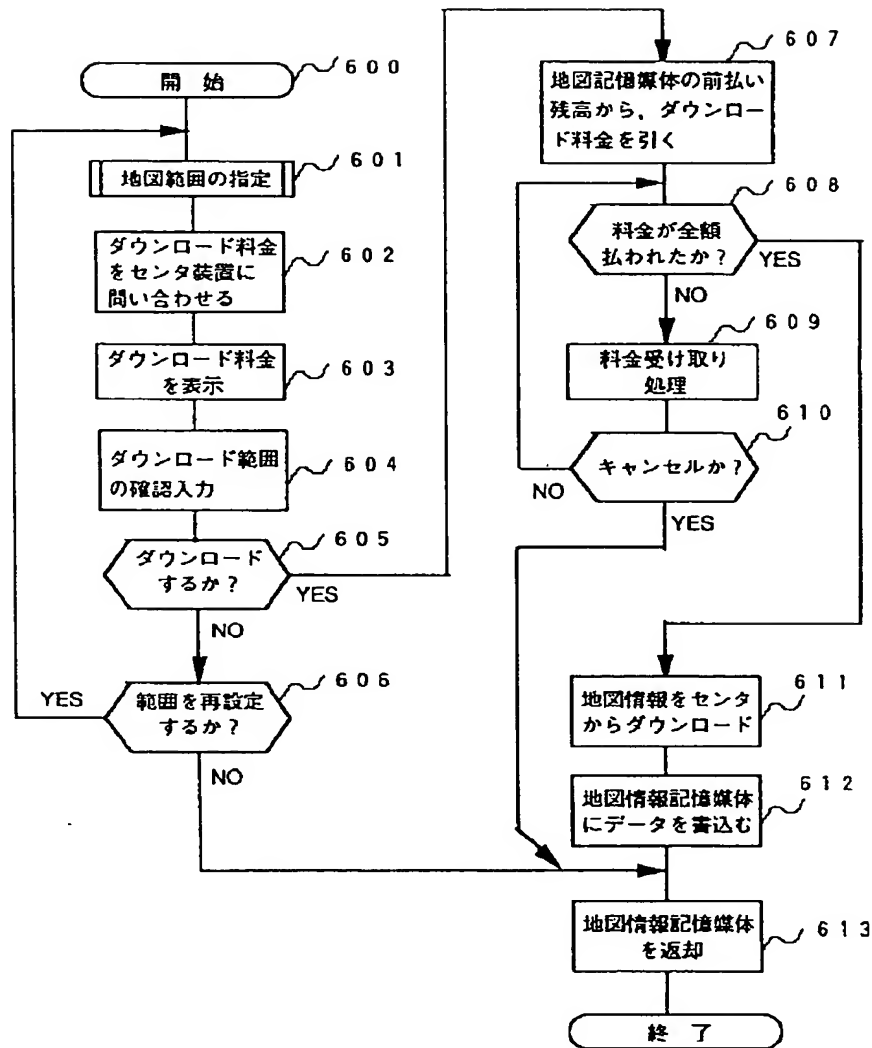 開 始
600
地図範囲の指定
601
ダウンロード料金
をセンタ装置に
問い合わせる
602
ダウンロード料金
を表示
603
ダウンロード範囲
の確認入力
604
ダウンロード
するか？
605
YES
NO
範囲を再設定
するか？
606
YES
NO
地図記憶媒体の前払い
残高から，ダウンロー
ド料金を引く
607
料金が全額
払われたか？
608
YES
NO
料金受け取り
処理
609
キャンセルか？
610
NO
YES
地図情報をセンタ
からダウンロード
611
地図情報記憶媒体
にデータを書込む
612
地図情報記憶媒体
を返却
613
終 了